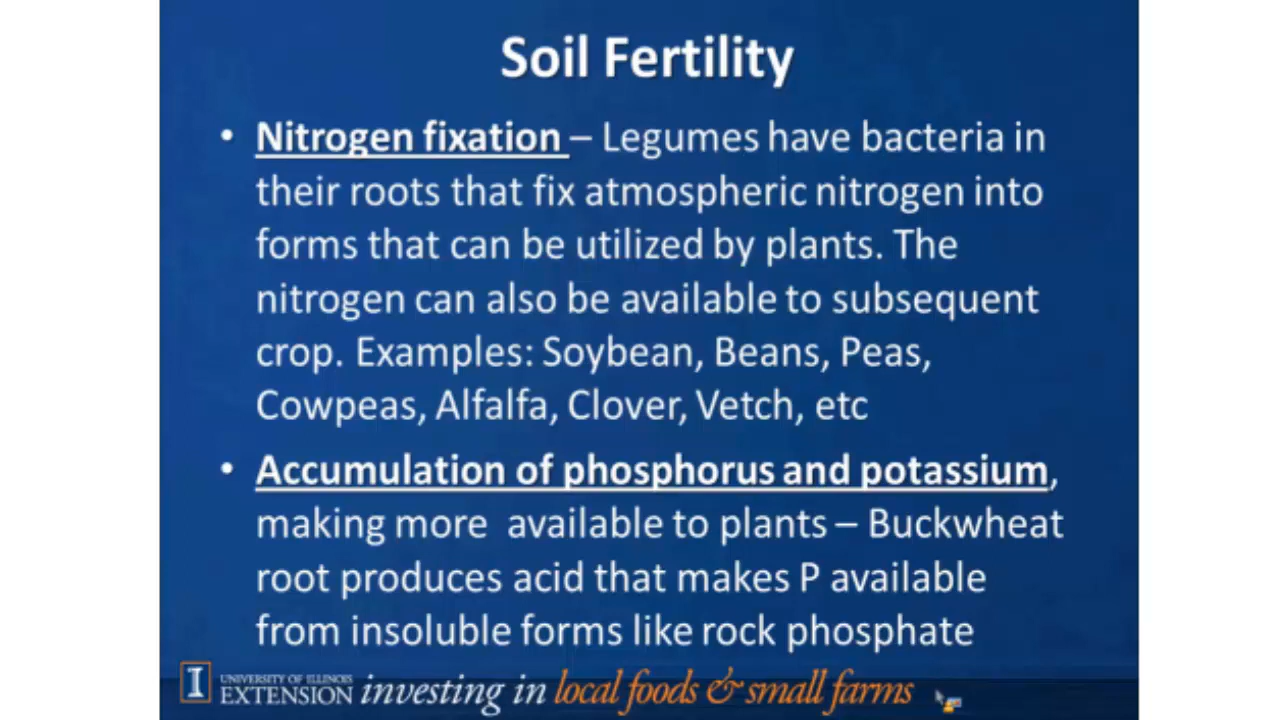 Soil Fertility
• Nitrogen fixation – Legumes have bacteria in
their roots that fix atmospheric nitrogen into
forms that can be utilized by plants. The
nitrogen can also be available to subsequent
crop. Examples: Soybean, Beans, Peas,
Cowpeas, Alfalfa, Clover, Vetch, etc
• Accumulation of phosphorus and potassium,
making more available to plants – Buckwheat
root produces acid that makes P available
from insoluble forms like rock phosphate
I UNIVERSITY OF ILLINOIS
EXTENSION investing in local foods & small farms